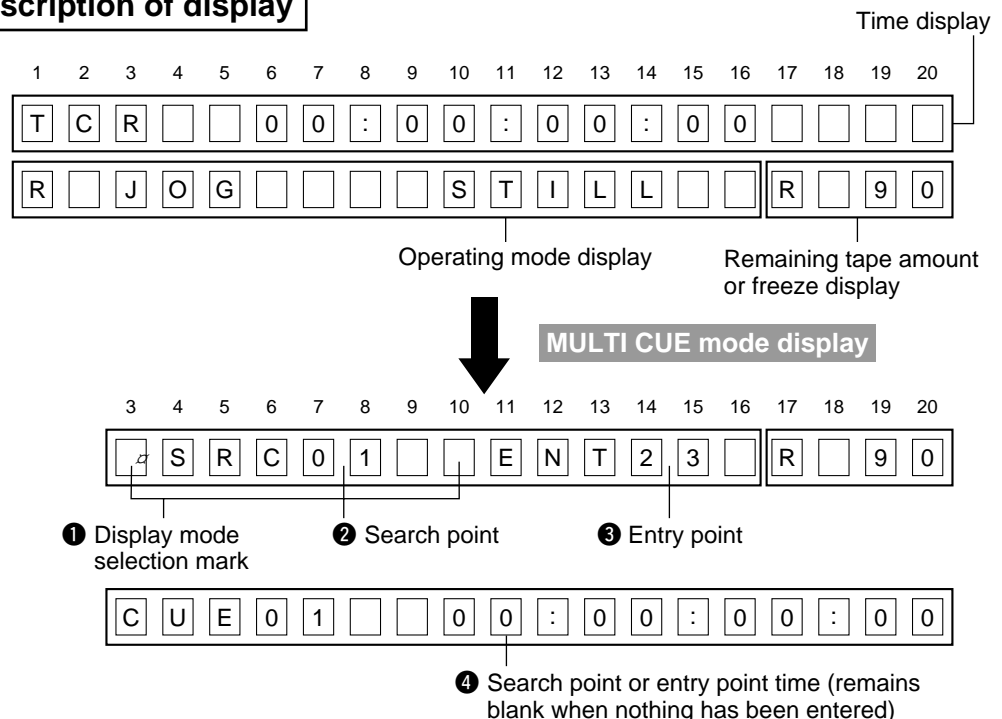 scription of display
Time display
1 2 3 4 5 6 7 8 9 10 11 12 13 14 15 16 17 18 19 20
T C R 0 0 : 0 0 : 0 0 : 0 0
R J O G S T I L L R 9 0
Operating mode display
Remaining tape amount
or freeze display
MULTI CUE mode display
3 4 5 6 7 8 9 10 11 12 13 14 15 16 17 18 19 20
¤ S R C 0 1 E N T 2 3 R 9 0
❶ Display mode
selection mark
❷ Search point
❸ Entry point
C U E 0 1 0 0 : 0 0 : 0 0 : 0 0
❹ Search point or entry point time (remains
blank when nothing has been entered)